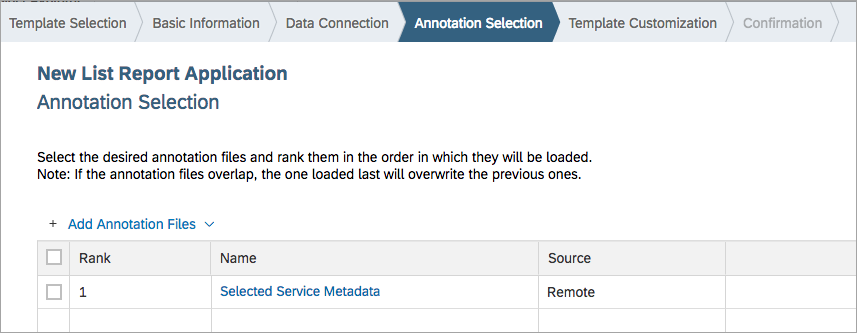 Template Selection Basic Information Data Connection Annotation Selection Template Customization Confirmation
New List Report Application
Annotation Selection
Select the desired annotation files and rank them in the order in which they will be loaded.
Note: If the annotation files overlap, the one loaded last will overwrite the previous ones.
+ Add Annotation Files
Rank Name Source
1 Selected Service Metadata Remote